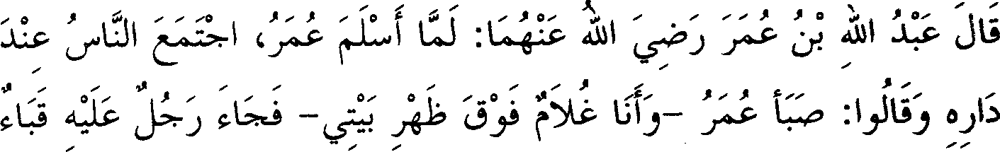 قَالَ عَبْدُ اللهِ بْنُ عُمَرَ رَضِيَ اللهُ عَنْهُمَا: لَمَّا أَسْلَمَ عُمَرُ، اجْتَمَعَ النَّاسُ عِنْدَ
دَارِهِ وَقَالُوا: صَبَأَ عُمَرُ –وَأَنَا غُلَامٌ فَوْقَ ظَهْرِ بَيْتِي– فَجَاءَ رَجُلٌ عَلَيْهِ قَبَاءٌ